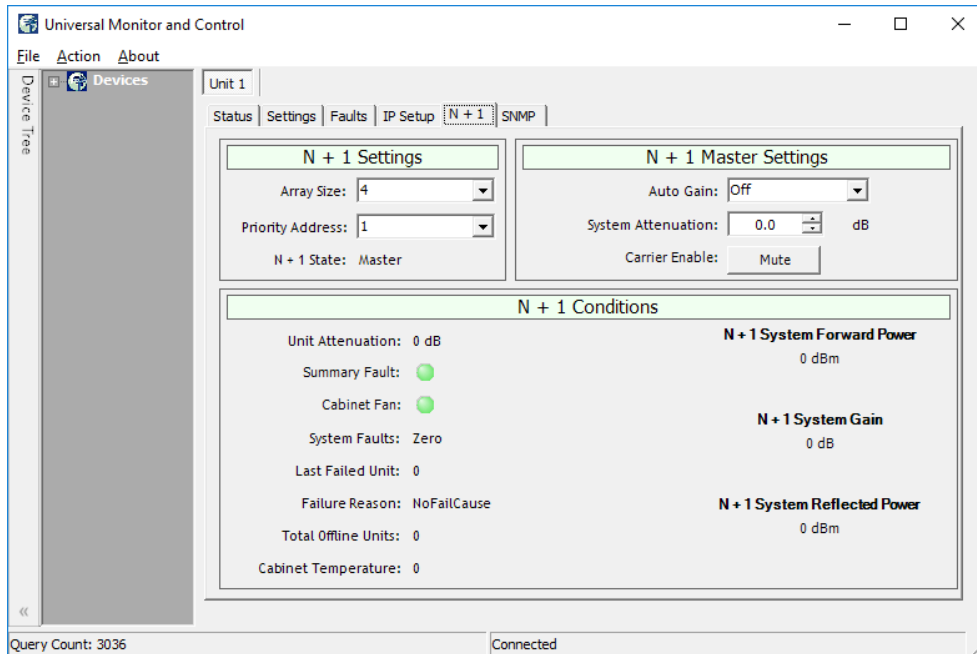 Universal Monitor and Control
File Action About
Device Tree
Devices
Unit 1
Status Settings Faults IP Setup N + 1 SNMP
N + 1 Settings
Array Size: 4
Priority Address: 1
N + 1 State: Master
N + 1 Master Settings
Auto Gain: Off
System Attenuation: 0.0 dB
Carrier Enable: Mute
N + 1 Conditions
Unit Attenuation: 0 dB
Summary Fault:
Cabinet Fan:
System Faults: Zero
Last Failed Unit: 0
Failure Reason: NoFailCause
Total Offline Units: 0
Cabinet Temperature: 0
N + 1 System Forward Power
0 dBm
N + 1 System Gain
0 dB
N + 1 System Reflected Power
0 dBm
Query Count: 3036
Connected